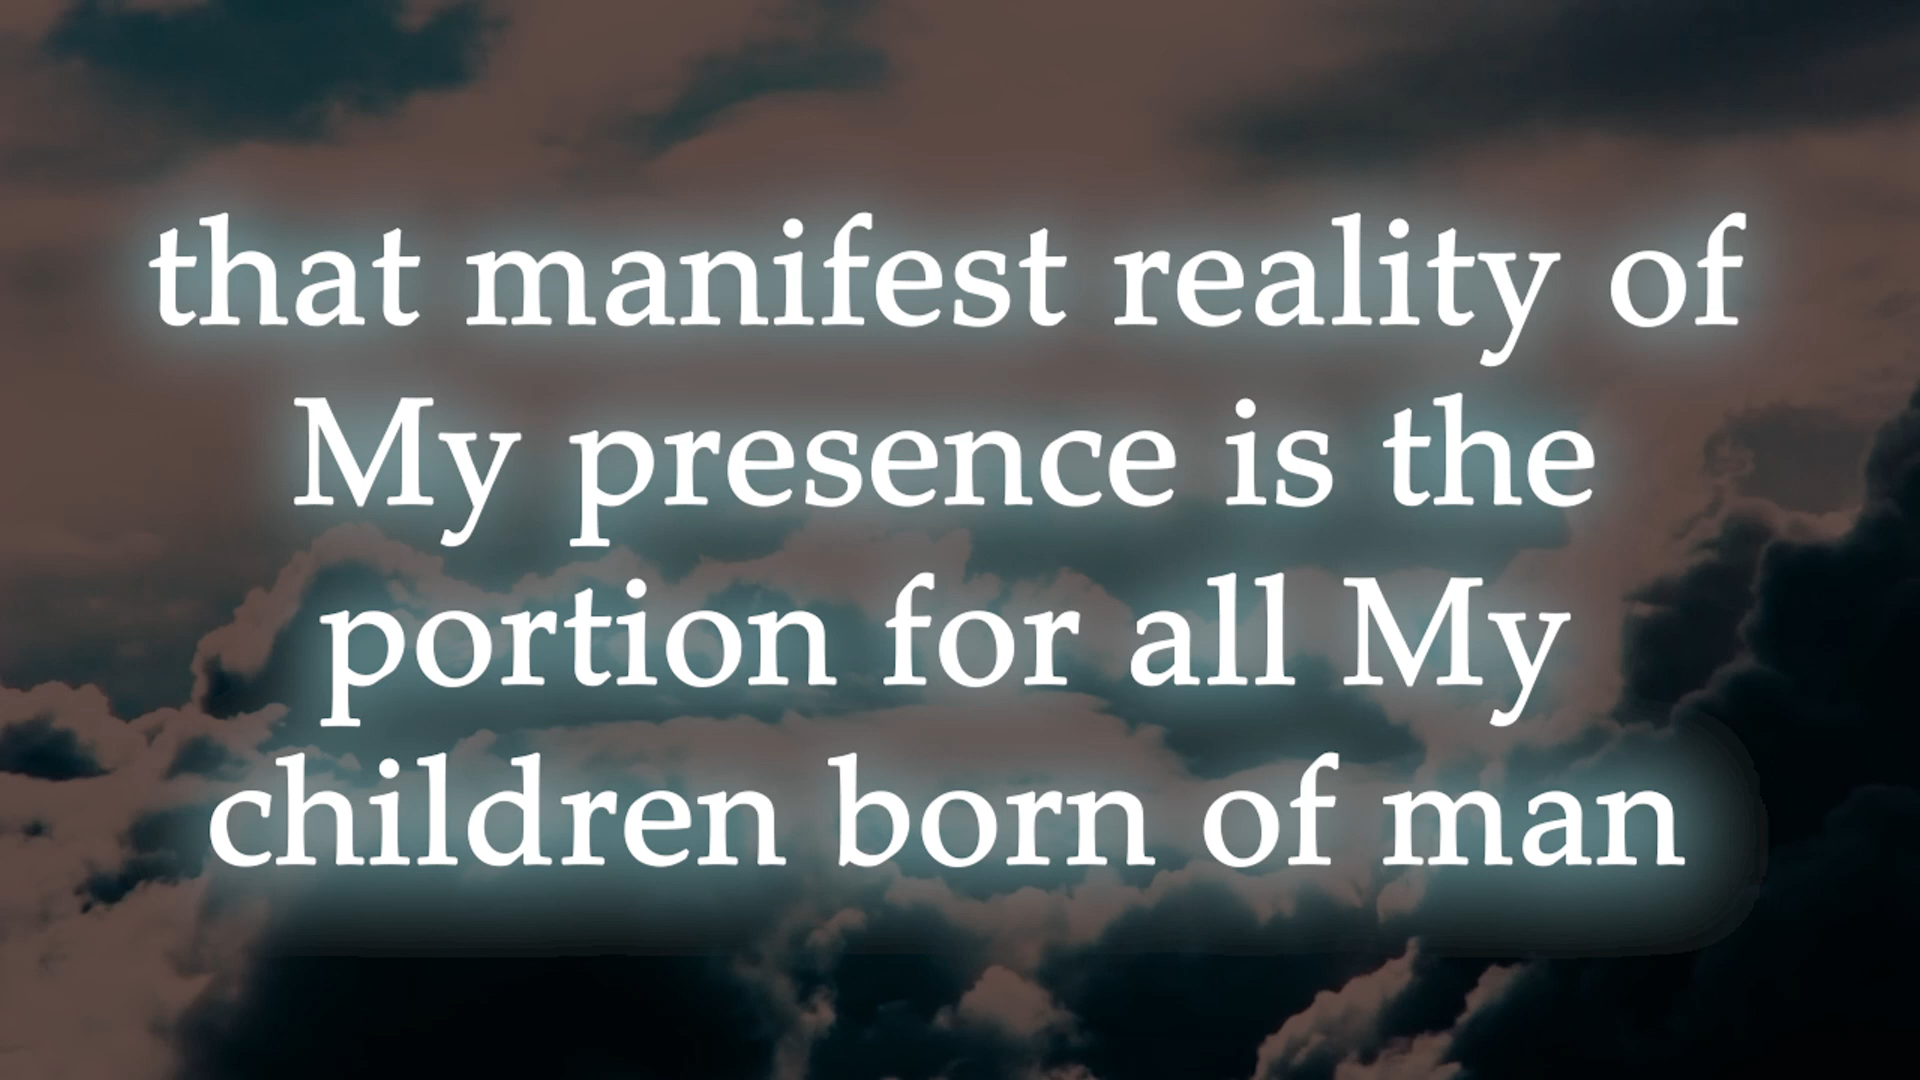 that manifest reality of
My presence is the
portion for all My
children born of man